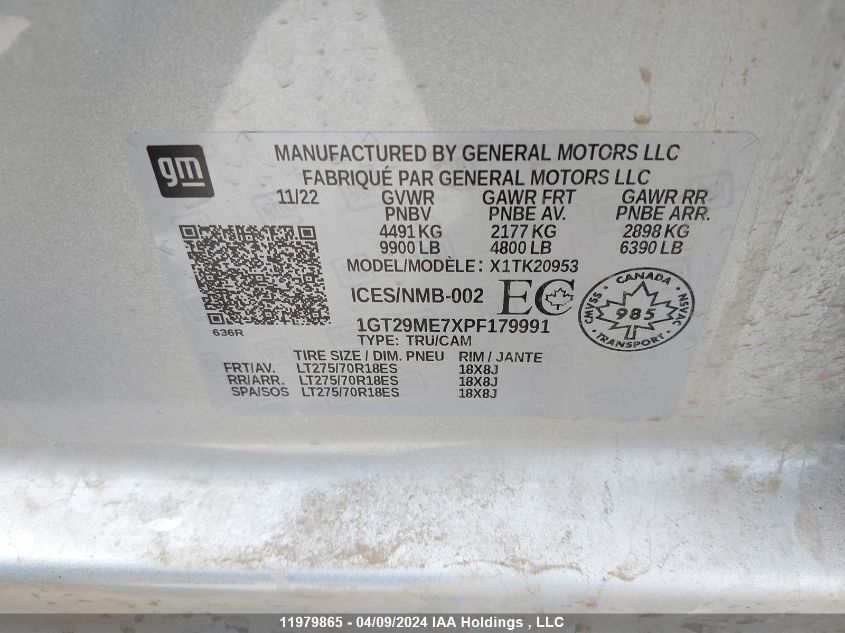 gm
MANUFACTURED BY GENERAL MOTORS LLC
FABRIQUÉ PAR GENERAL MOTORS LLC
11/22 GVWR GAWR FRT GAWR RR
PNBV PNBE AV. PNBE ARR.
4491 KG 2177 KG 2898 KG
9900 LB 4800 LB 6390 LB
MODEL/MODÈLE: X1TK20953
ICES/NMB-002 EC
CANADA
CMVSS 985 NSVAC
TRANSPORT
636R
1GT29ME7XPF179991
TYPE: TRU/CAM
TIRE SIZE / DIM. PNEU RIM / JANTE
FRT/AV. LT275/70R18ES 18X8J
RR/ARR. LT275/70R18ES 18X8J
SPA/SOS LT275/70R18ES 18X8J
11979865 - 04/09/2024 IAA Holdings , LLC